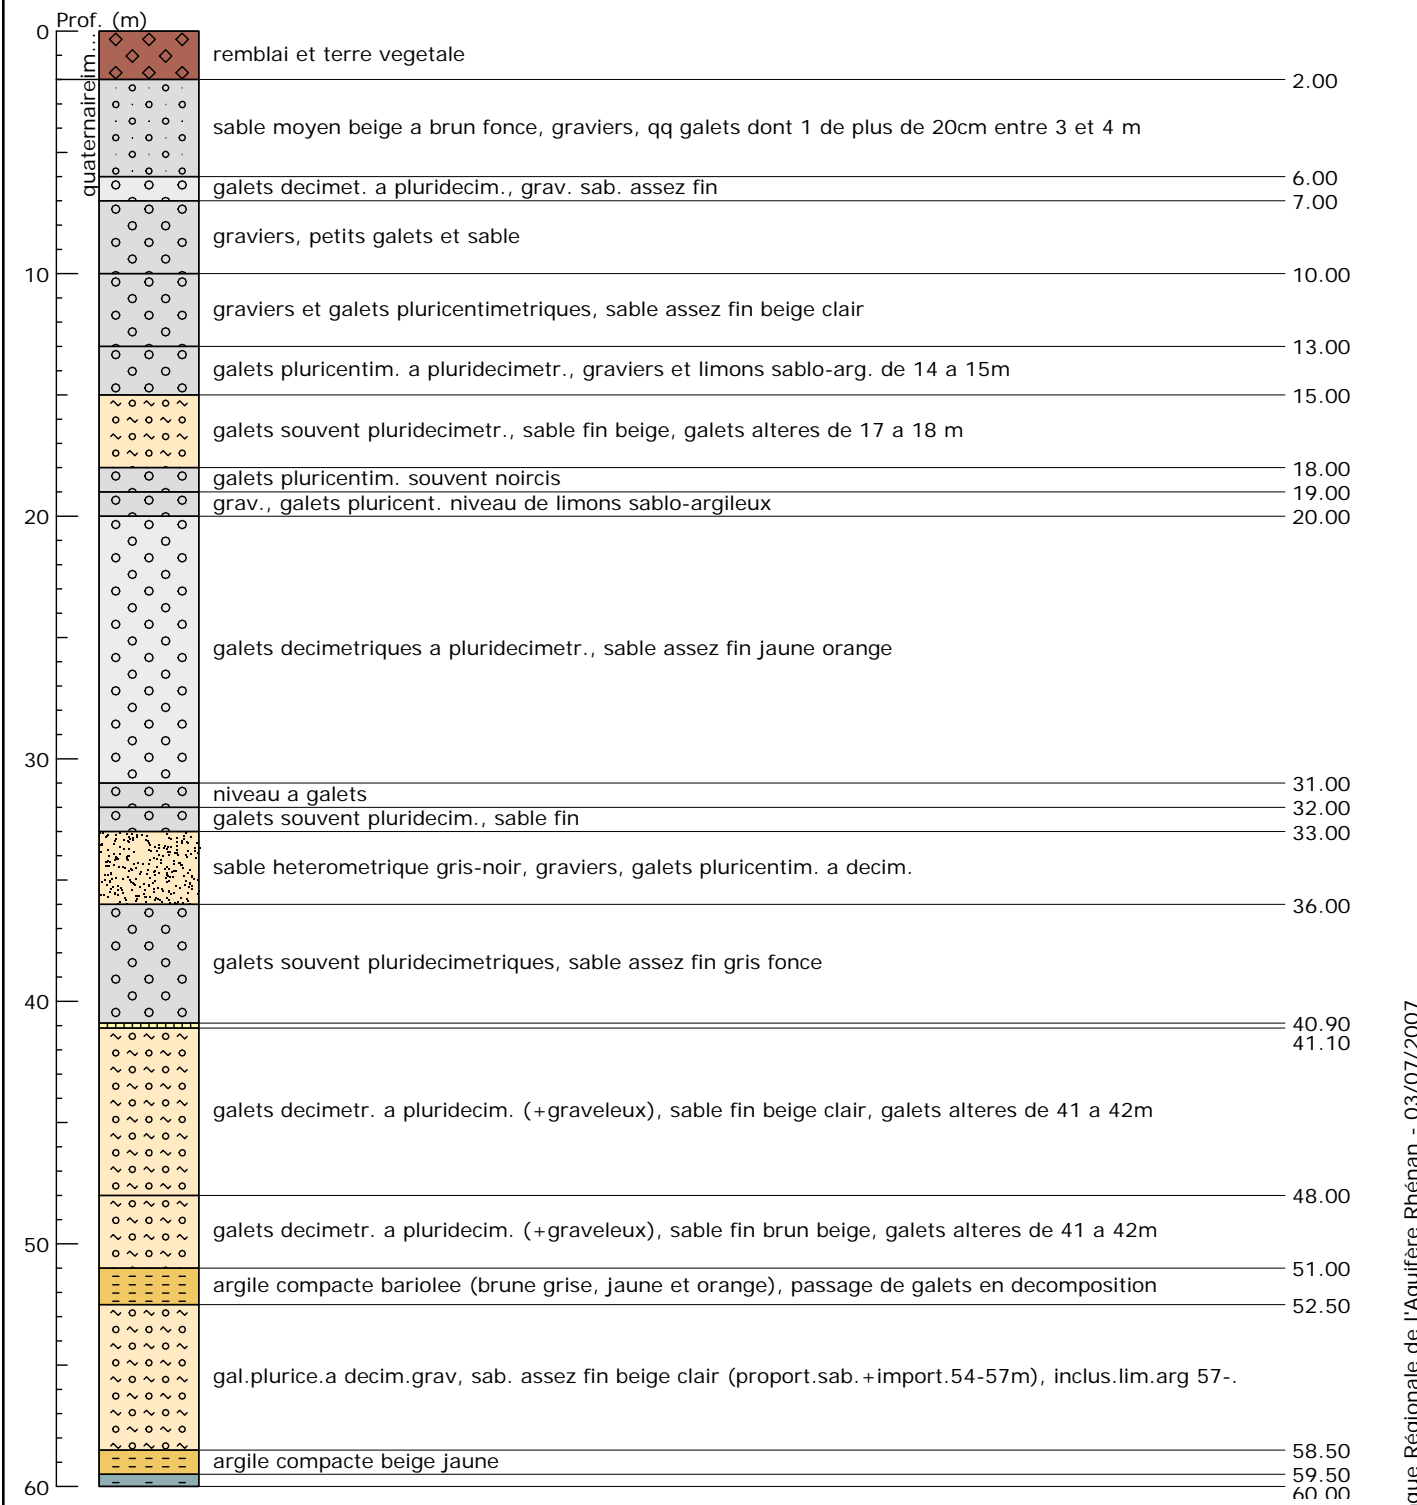 Prof. (m)
0
quaternaireim...
remblai et terre vegetale
2.00
sable moyen beige a brun fonce, graviers, qq galets dont 1 de plus de 20cm entre 3 et 4 m
6.00
galets decimet. a pluridecim., grav. sab. assez fin
7.00
graviers, petits galets et sable
10
10.00
graviers et galets pluricentimetriques, sable assez fin beige clair
13.00
galets pluricentim. a pluridecimetr., graviers et limons sablo-arg. de 14 a 15m
15.00
galets souvent pluridecimetr., sable fin beige, galets alteres de 17 a 18 m
18.00
galets pluricentim. souvent noircis
19.00
grav., galets pluricent. niveau de limons sablo-argileux
20
20.00
galets decimetriques a pluridecimetr., sable assez fin jaune orange
30
31.00
niveau a galets
32.00
galets souvent pluridecim., sable fin
33.00
sable heterometrique gris-noir, graviers, galets pluricentim. a decim.
36.00
galets souvent pluridecimetriques, sable assez fin gris fonce
40
40.90
41.10
galets decimetr. a pluridecim. (+graveleux), sable fin beige clair, galets alteres de 41 a 42m
48.00
galets decimetr. a pluridecim. (+graveleux), sable fin brun beige, galets alteres de 41 a 42m
50
51.00
argile compacte bariolee (brune grise, jaune et orange), passage de galets en decomposition
52.50
gal.plurice.a decim.grav, sab. assez fin beige clair (proport.sab.+import.54-57m), inclus.lim.arg 57-.
58.50
argile compacte beige jaune
59.50
60
60.00
que Régionale de l'Aquifère Rhénan - 03/07/2007